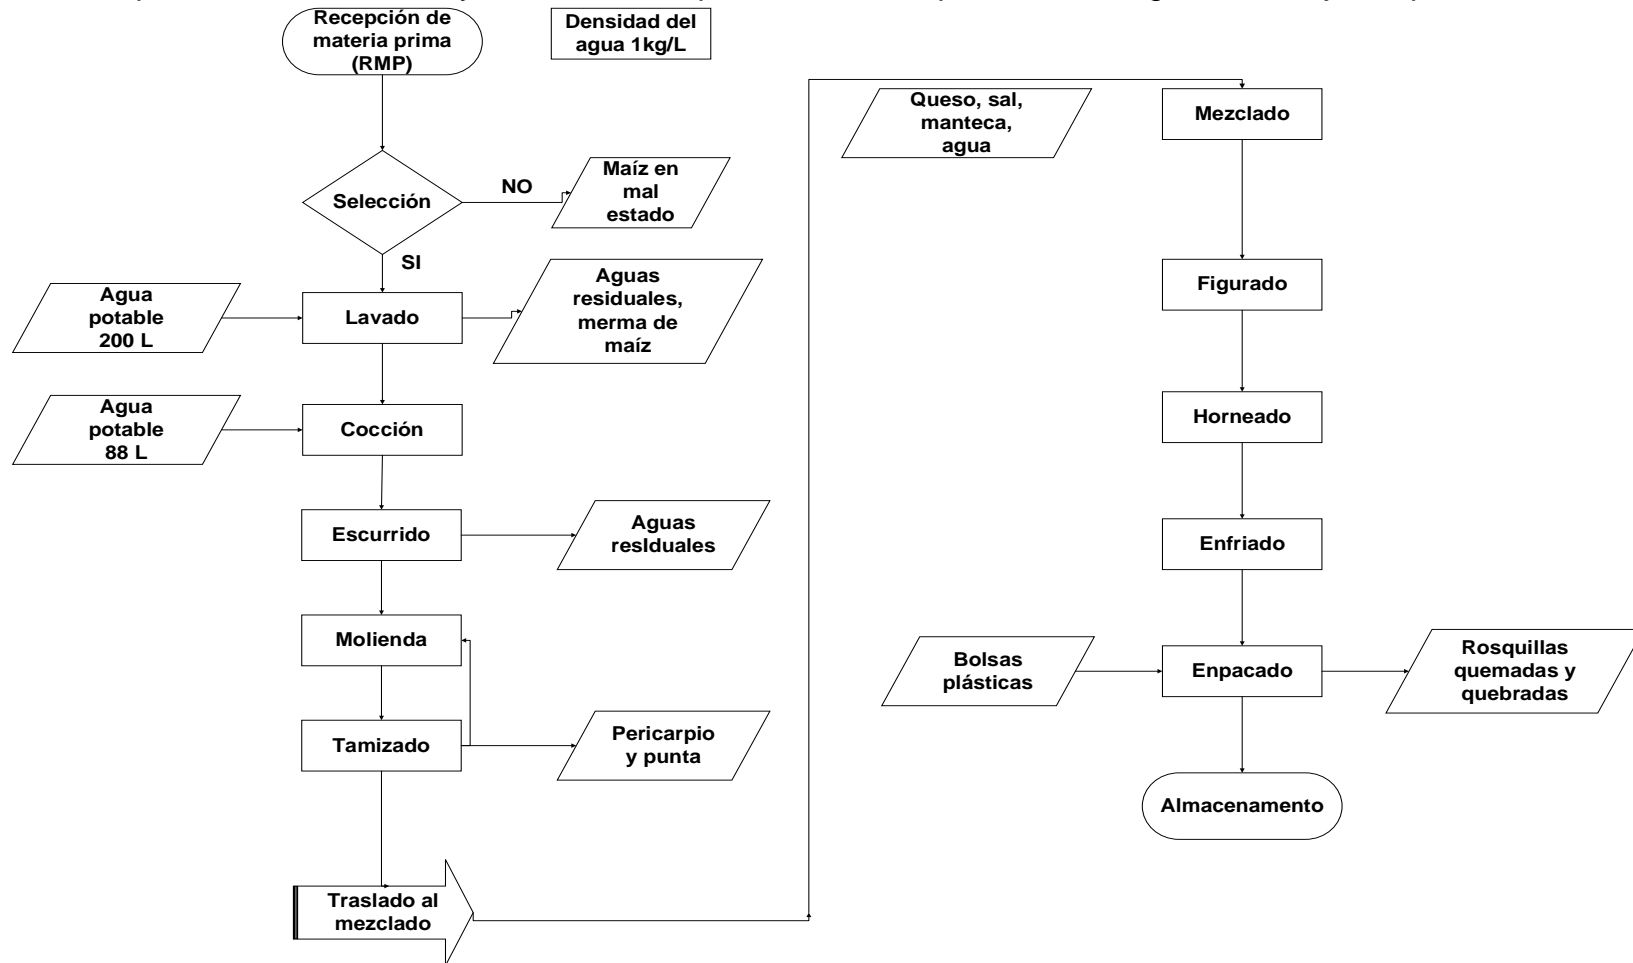 Recepción de
materia prima
(RMP)
Densidad del
agua 1kg/L
Selección
NO
Maíz en
mal
estado
SI
Agua
potable
200 L
Lavado
Aguas
residuales,
merma de
maíz
Agua
potable
88 L
Cocción
Escurrido
Aguas
resIduales
Molienda
Tamizado
Pericarpio
y punta
Traslado al
mezclado
Queso, sal,
manteca,
agua
Mezclado
Figurado
Horneado
Enfriado
Bolsas
plásticas
Enpacado
Rosquillas
quemadas y
quebradas
Almacenamento